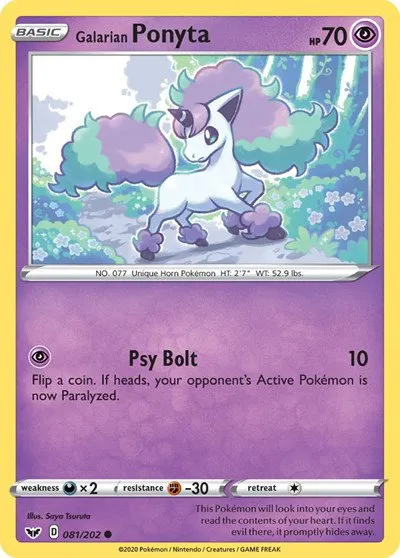 BASIC Galarian Ponyta HP 70
NO. 077 Unique Horn Pokémon HT: 2'7" WT: 52.9 lbs.
Psy Bolt 10
Flip a coin. If heads, your opponent's Active Pokémon is
now Paralyzed.
weakness ×2 resistance -30 retreat
Illus. Saya Tsuruta
D 081/202
This Pokémon will look into your eyes and
read the contents of your heart. If it finds
evil there, it promptly hides away.
©2020 Pokémon / Nintendo / Creatures / GAME FREAK